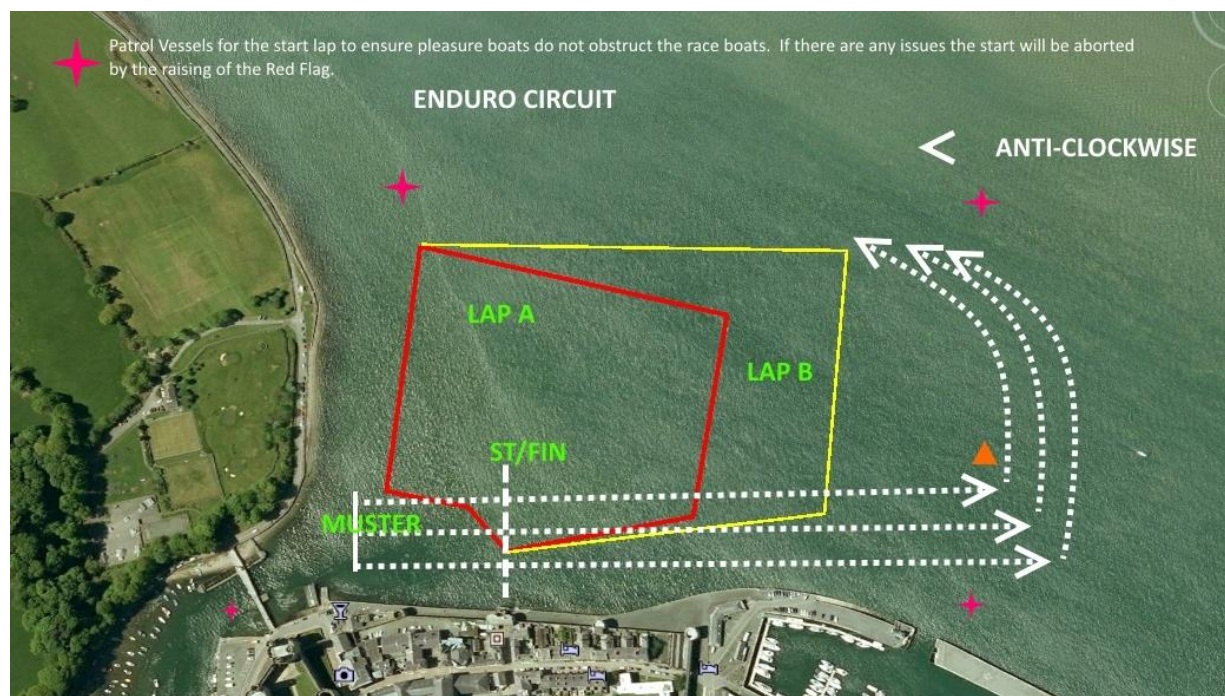 Patrol Vessels for the start lap to ensure pleasure boats do not obstruct the race boats.  If there are any issues the start will be aborted
by the raising of the Red Flag.
ENDURO CIRCUIT
ANTI-CLOCKWISE
LAP A
LAP B
ST/FIN
MUSTER